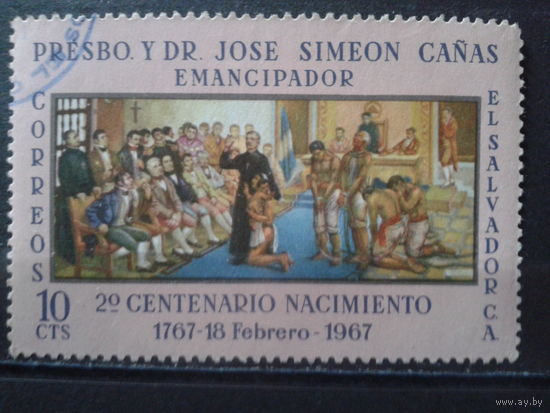 PRESBO. Y DR. JOSE SIMEON CAÑAS
EMANCIPADOR
CORREOS
EL SALVADOR C.A.
10
CTS
2º CENTENARIO NACIMIENTO
1767-18 Febrero-1967
www.ay.by